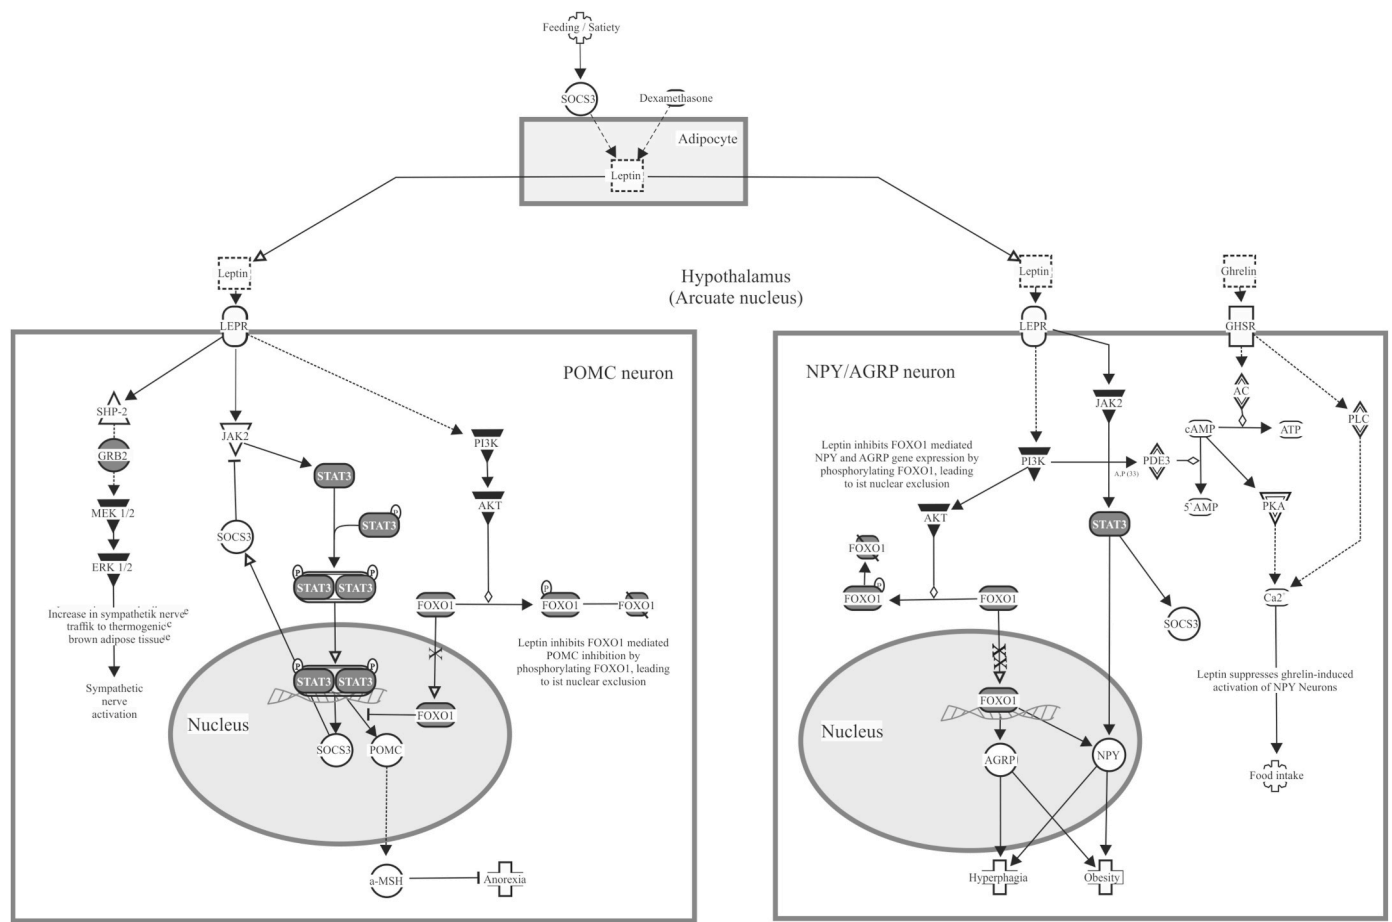 Feeding / Satiety
SOCS3
Dexamethasone
Adipocyte
Leptin
Hypothalamus
(Arcuate nucleus)
Leptin
LEPR
POMC neuron
SHP-2
GRB2
MEK 1/2
ERK 1/2
Increase in sympathetik nerve
traffik to thermogenic
brown adipose tissue
Sympathetic
nerve
activation
JAK2
STAT3
P
STAT3
SOCS3
P
P
STAT3
STAT3
PI3K
AKT
FOXO1
P
FOXO1
FOXO1
Leptin inhibits FOXO1 mediated
POMC inhibition by
phosphorylating FOXO1, leading
to ist nuclear exclusion
P
P
STAT3
STAT3
FOXO1
Nucleus
SOCS3
POMC
a-MSH
Anorexia
Leptin
Ghrelin
LEPR
GHSR
NPY/AGRP neuron
JAK2
AC
cAMP
ATP
PLC
Leptin inhibits FOXO1 mediated
NPY and AGRP gene expression by
phosphorylating FOXO1, leading
to ist nuclear exclusion
PI3K
A,P (33)
PDE3
5`AMP
PKA
AKT
STAT3
FOXO1
P
FOXO1
FOXO1
Ca2+
SOCS3
Leptin suppresses ghrelin-induced
activation of NPY Neurons
FOXO1
Nucleus
AGRP
NPY
Food intake
Hyperphagia
Obesity